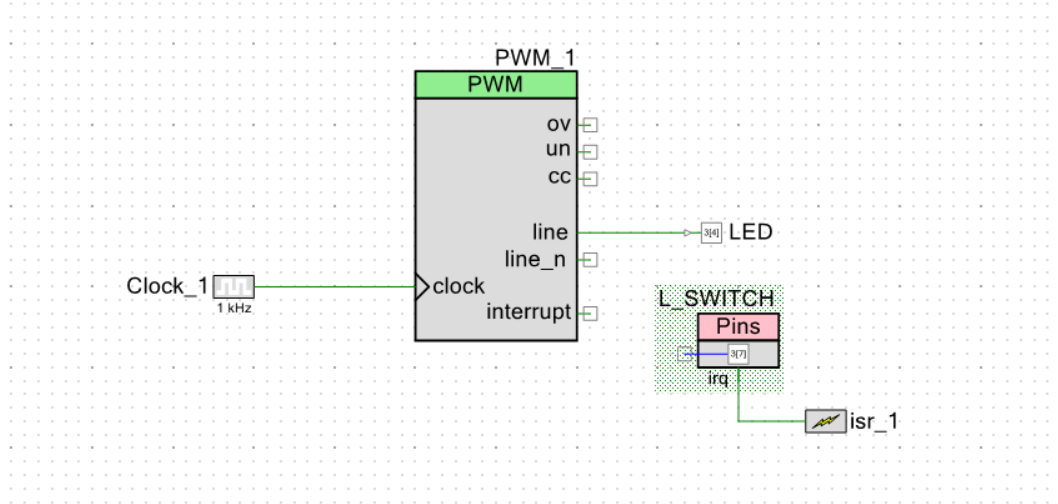 PWM_1
PWM
ov
un
cc
line
3[4] LED
line_n
Clock_1
clock
1 kHz
interrupt
L_SWITCH
Pins
3[7]
irq
isr_1